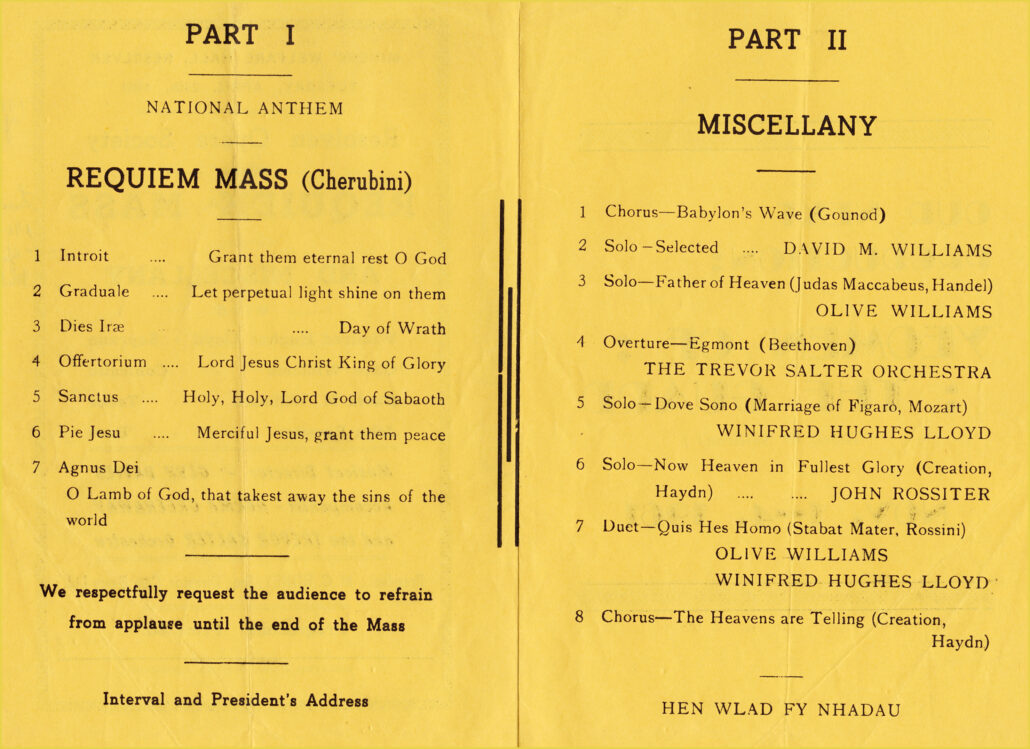 PART I
NATIONAL ANTHEM
REQUIEM MASS (Cherubini)
1 Introit .... Grant them eternal rest O God
2 Graduale .... Let perpetual light shine on them
3 Dies Iræ .... Day of Wrath
4 Offertorium .... Lord Jesus Christ King of Glory
5 Sanctus .... Holy, Holy, Lord God of Sabaoth
6 Pie Jesu .... Merciful Jesus, grant them peace
7 Agnus Dei
O Lamb of God, that takest away the sins of the
world
We respectfully request the audience to refrain
from applause until the end of the Mass
Interval and President's Address
PART II
MISCELLANY
1 Chorus—Babylon's Wave (Gounod)
2 Solo—Selected .... DAVID M. WILLIAMS
3 Solo—Father of Heaven (Judas Maccabeus, Handel)
OLIVE WILLIAMS
4 Overture—Egmont (Beethoven)
THE TREVOR SALTER ORCHESTRA
5 Solo—Dove Sono (Marriage of Figaro, Mozart)
WINIFRED HUGHES LLOYD
6 Solo—Now Heaven in Fullest Glory (Creation,
Haydn) .... .... JOHN ROSSITER
7 Duet—Quis Hes Homo (Stabat Mater, Rossini)
OLIVE WILLIAMS
WINIFRED HUGHES LLOYD
8 Chorus—The Heavens are Telling (Creation,
Haydn)
HEN WLAD FY NHADAU